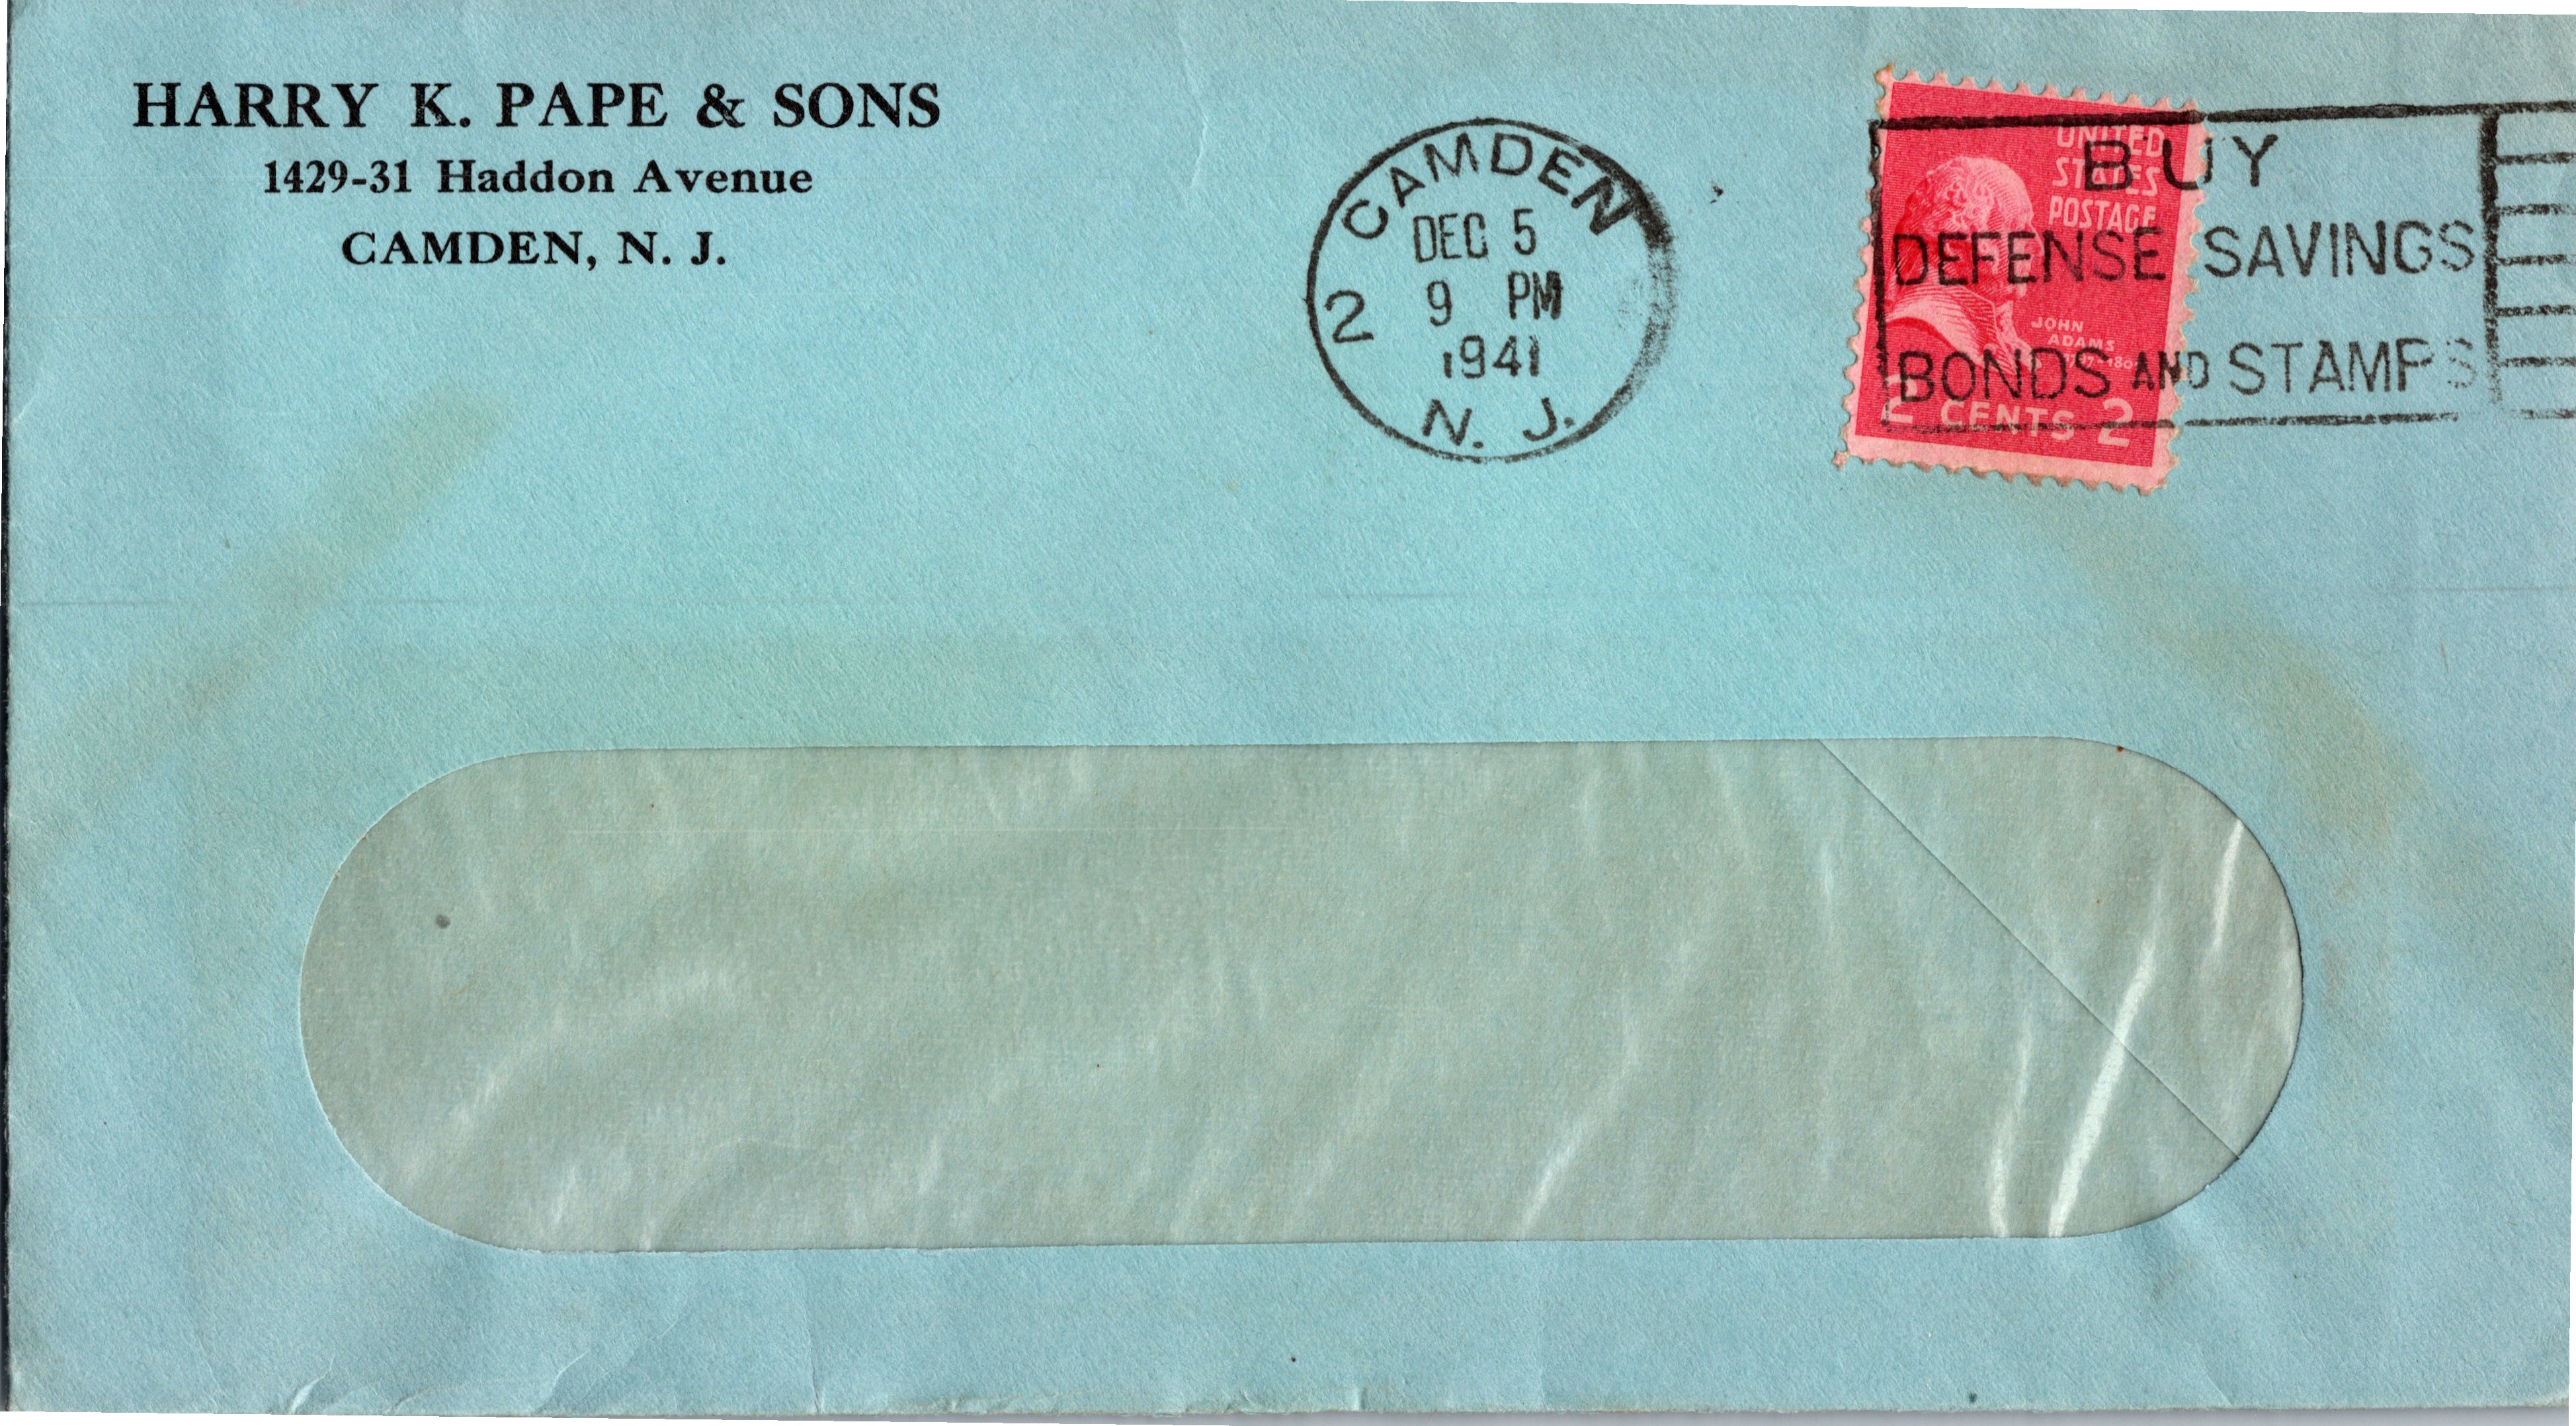 HARRY K. PAPE & SONS
1429-31 Haddon Avenue
CAMDEN, N. J.
CAMDEN
DEC 5
2 9 PM
1941
N. J.
UNITED
STATES
POSTAGE
JOHN
ADAMS
2 CENTS 2
BUY
DEFENSE SAVINGS
BONDS AND STAMPS